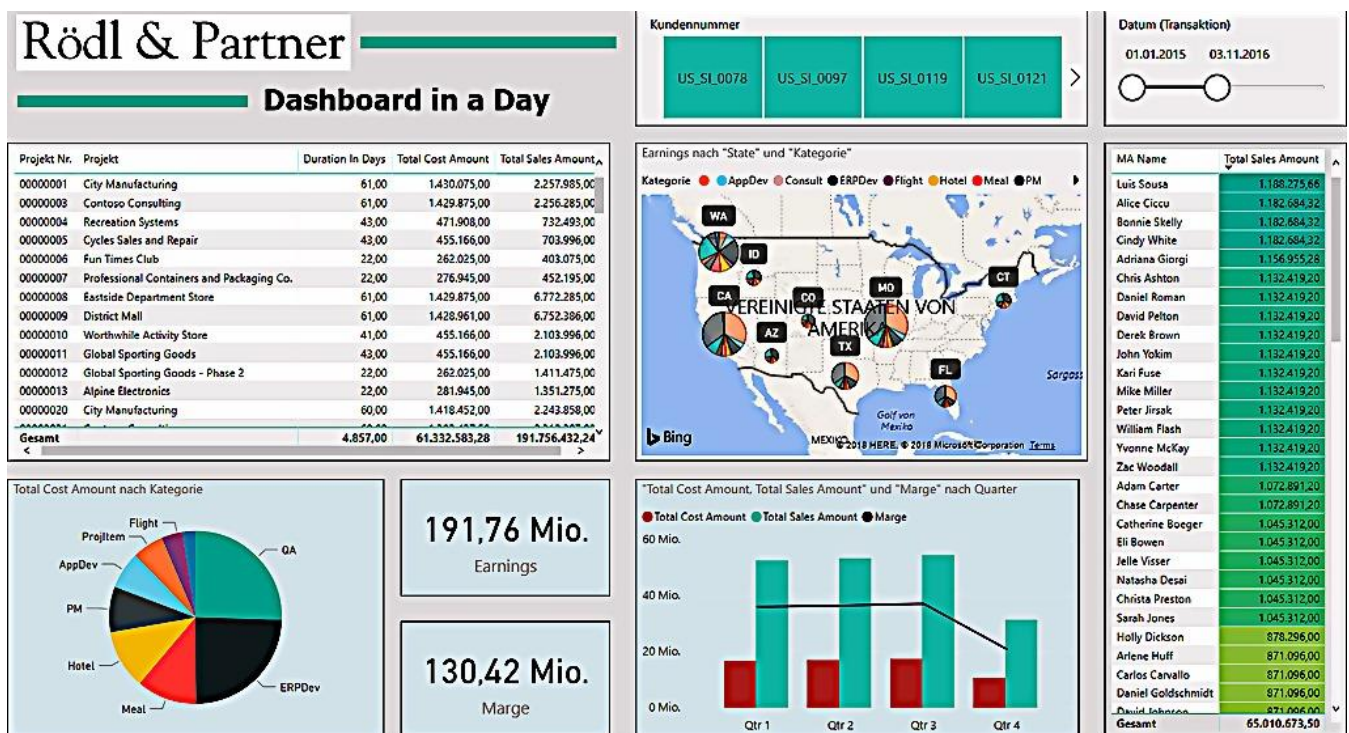 Rödl & Partner
Dashboard in a Day
Kundennummer
US_SI_0078 US_SI_0097 US_SI_0119 US_SI_0121
Datum (Transaktion)
01.01.2015 03.11.2016
Projekt Nr. Projekt Duration In Days Total Cost Amount Total Sales Amount
00000001 City Manufacturing 61,00 1.430.075,00 2.257.985,00
00000003 Contoso Consulting 61,00 1.429.875,00 2.256.285,00
00000004 Recreation Systems 43,00 471.908,00 732.493,00
00000005 Cycles Sales and Repair 43,00 455.166,00 703.996,00
00000006 Fun Times Club 22,00 262.025,00 403.075,00
00000007 Professional Containers and Packaging Co. 22,00 276.945,00 452.195,00
00000008 Eastside Department Store 61,00 1.429.875,00 6.772.285,00
00000009 District Mall 61,00 1.428.961,00 6.752.386,00
00000010 Worthwhile Activity Store 41,00 455.166,00 2.103.996,00
00000011 Global Sporting Goods 43,00 455.166,00 2.103.996,00
00000012 Global Sporting Goods - Phase 2 22,00 262.025,00 1.411.475,00
00000013 Alpine Electronics 22,00 281.945,00 1.351.275,00
00000020 City Manufacturing 60,00 1.418.452,00 2.243.858,00
Gesamt 4.857,00 61.332.583,28 191.756.432,24
Earnings nach "State" und "Kategorie"
Kategorie AppDev Consult ERPDev Flight Hotel Meal PM
WA
ID
CT
CA
CO
MO
VEREINIGTE STAATEN VON
AMERIKA
AZ
TX
FL
Sargass
Golf von
Mexiko
MEXIKO
Bing
© 2018 HERE, © 2018 Microsoft Corporation Terms
MA Name Total Sales Amount
Luis Sousa 1.188.275,66
Alice Ciccu 1.182.684,32
Bonnie Skelly 1.182.684,32
Cindy White 1.182.684,32
Adriana Giorgi 1.156.955,28
Chris Ashton 1.132.419,20
Daniel Roman 1.132.419,20
David Pelton 1.132.419,20
Derek Brown 1.132.419,20
John Yokim 1.132.419,20
Kari Fuse 1.132.419,20
Mike Miller 1.132.419,20
Peter Jirsak 1.132.419,20
William Flash 1.132.419,20
Yvonne McKay 1.132.419,20
Zac Woodall 1.132.419,20
Adam Carter 1.072.891,20
Chase Carpenter 1.072.891,20
Catherine Boeger 1.045.312,00
Eli Bowen 1.045.312,00
Jelle Visser 1.045.312,00
Natasha Desai 1.045.312,00
Christa Preston 1.045.312,00
Sarah Jones 1.045.312,00
Holly Dickson 878.296,00
Arlene Huff 871.096,00
Carlos Carvallo 871.096,00
Daniel Goldschmidt 871.096,00
David Johnson 871.096,00
Gesamt 65.010.673,50
Total Cost Amount nach Kategorie
Flight
ProjItem
AppDev
PM
Hotel
Meal
ERPDev
QA
191,76 Mio.
Earnings
130,42 Mio.
Marge
"Total Cost Amount, Total Sales Amount" und "Marge" nach Quarter
Total Cost Amount Total Sales Amount Marge
60 Mio.
40 Mio.
20 Mio.
0 Mio.
Qtr 1 Qtr 2 Qtr 3 Qtr 4